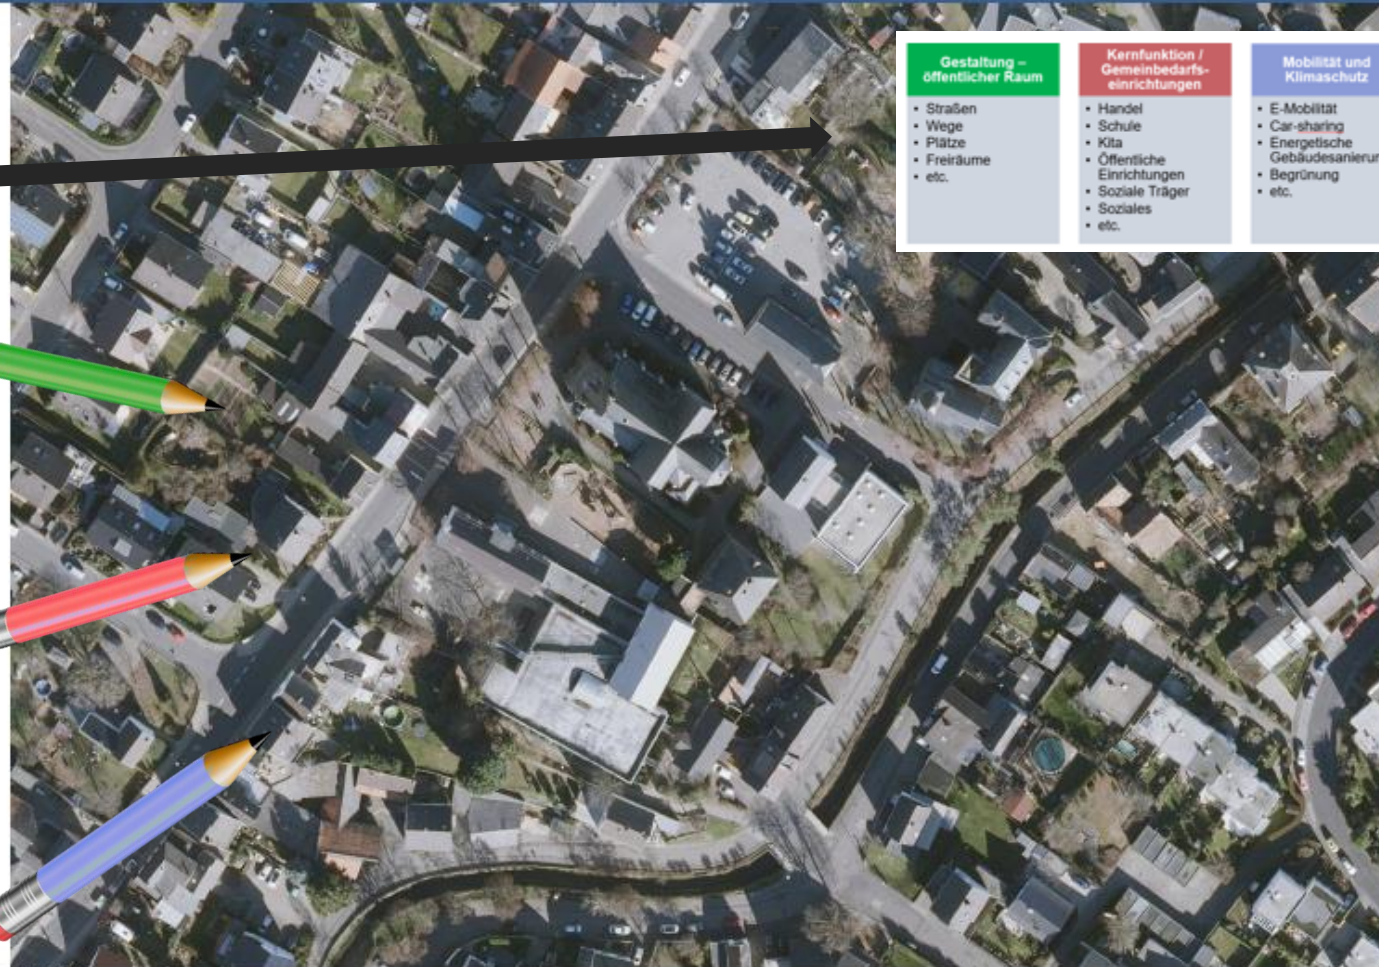 Gestaltung –
öffentlicher Raum
• Straßen
• Wege
• Plätze
• Freiräume
• etc.
Kernfunktion /
Gemeinbedarfs-
einrichtungen
• Handel
• Schule
• Kita
• Öffentliche
Einrichtungen
• Soziale Träger
• Soziales
• etc.
Mobilität und
Klimaschutz
• E-Mobilität
• Car-sharing
• Energetische
Gebäudesanierun
• Begrünung
• etc.